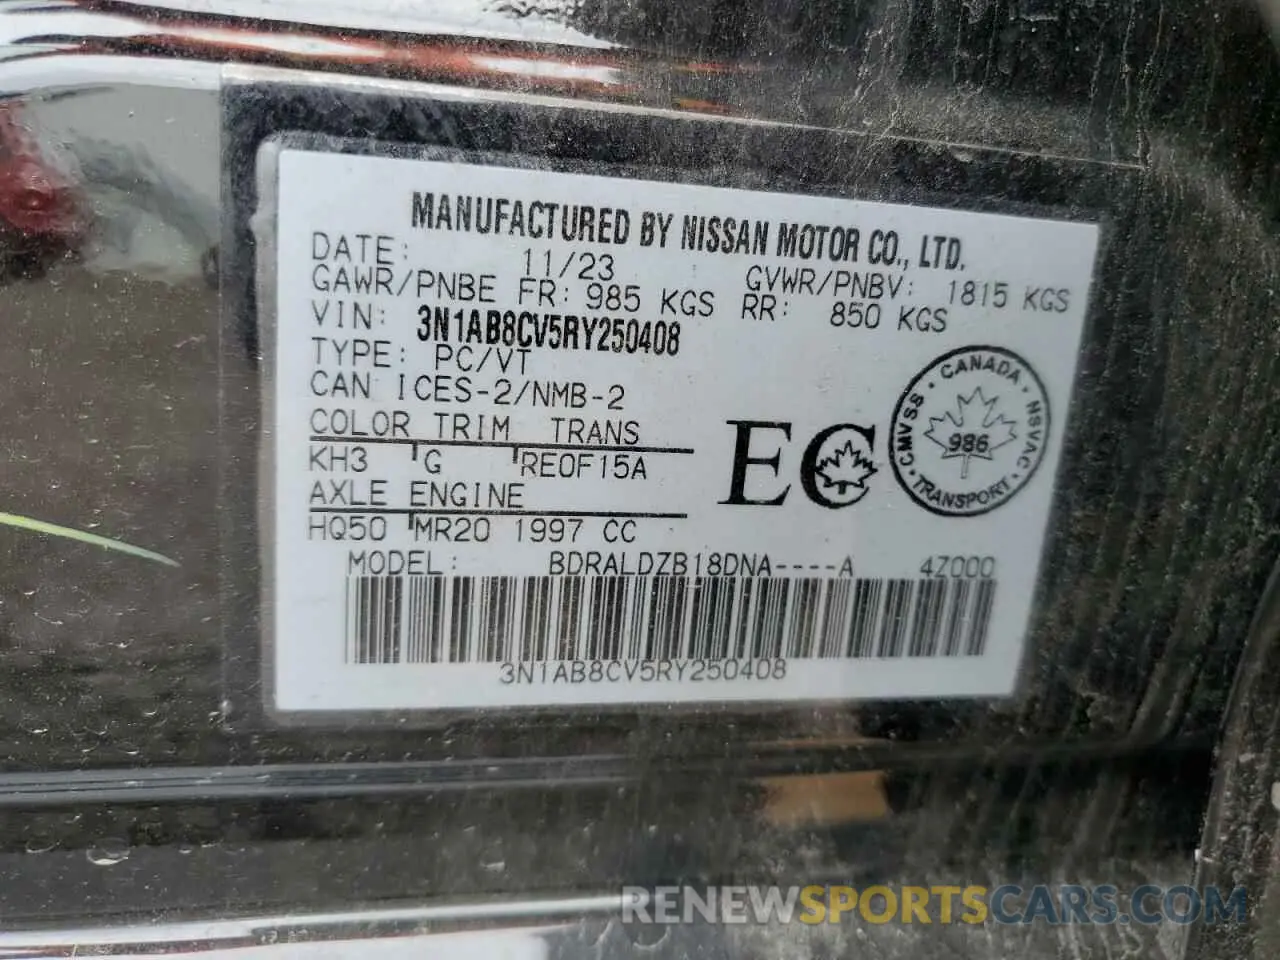 MANUFACTURED BY NISSAN MOTOR CO., LTD.
DATE: 11/23 GVWR/PNBV: 1815 KGS
GAWR/PNBE FR: 985 KGS RR: 850 KGS
VIN: 3N1AB8CV5RY250408
TYPE: PC/VT
CAN ICES-2/NMB-2
COLOR TRIM TRANS
KH3 G RE0F15A
AXLE ENGINE
HQ50 MR20 1997 CC
EC
CANADA
CMVSS · NSVAC
986
TRANSPORT
MODEL: BDRALDZB18DNA----A 4Z000
3N1AB8CV5RY250408
RENEWSPORTSCARS.COM